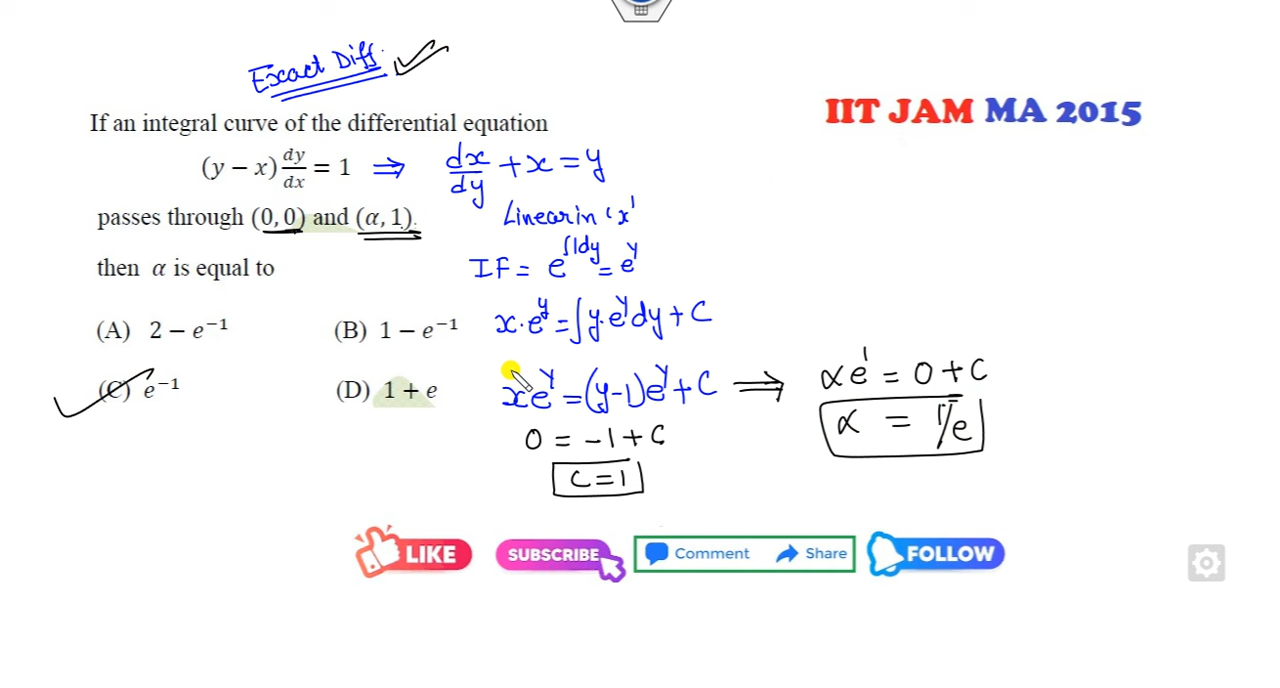 Exact Diff.
IIT JAM MA 2015
If an integral curve of the differential equation
(y − x) dy/dx = 1 ⇒ dx/dy + x = y
passes through (0, 0) and (α, 1).
Linear in 'x'
then α is equal to
IF = e^∫1dy = e^y
(A) 2 − e⁻¹ (B) 1 − e⁻¹
x·e^y = ∫y·e^y dy + C
(C) e⁻¹ (D) 1 + e
xe^y = (y−1)e^y + C ⇒ αe¹ = 0 + C
0 = −1 + C
α = 1/e
C = 1
LIKE SUBSCRIBE Comment Share FOLLOW